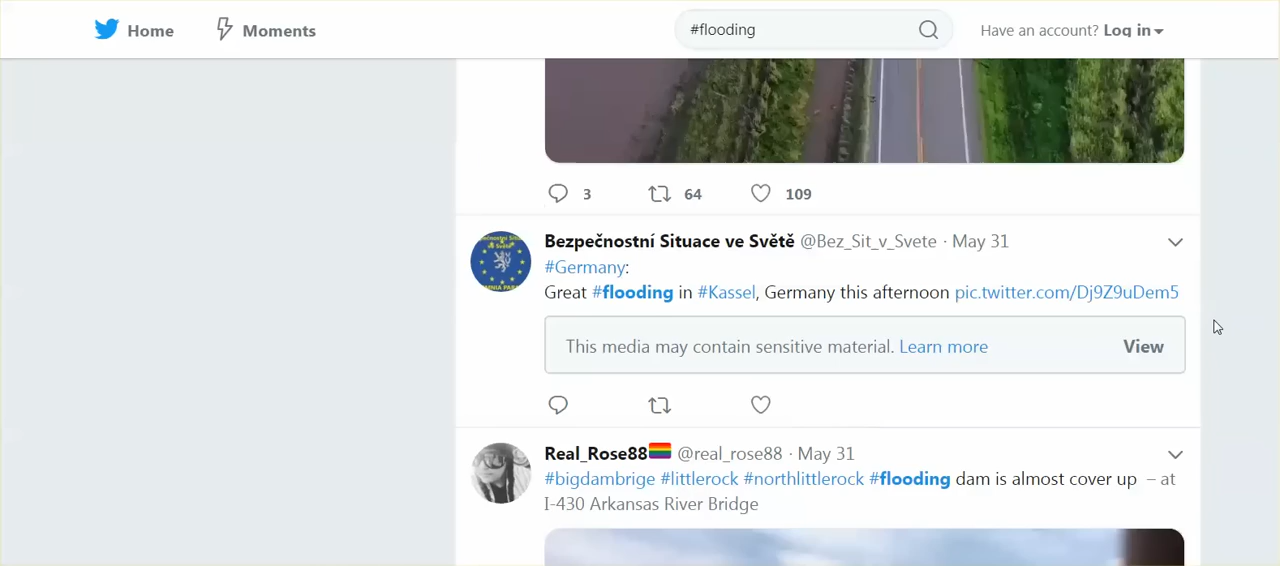 Home Moments #flooding Have an account? Log in
3 64 109
Bezpečnostní Situace ve Světě @Bez_Sit_v_Svete · May 31
#Germany:
Great #flooding in #Kassel, Germany this afternoon pic.twitter.com/Dj9Z9uDem5
This media may contain sensitive material. Learn more View
Real_Rose88 @real_rose88 · May 31
#bigdambrige #littlerock #northlittlerock #flooding dam is almost cover up – at
I-430 Arkansas River Bridge